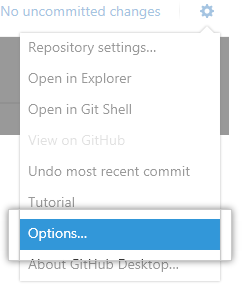 No uncommitted changes
Repository settings...
Open in Explorer
Open in Git Shell
View on GitHub
Undo most recent commit
Tutorial
Options...
About GitHub Desktop...